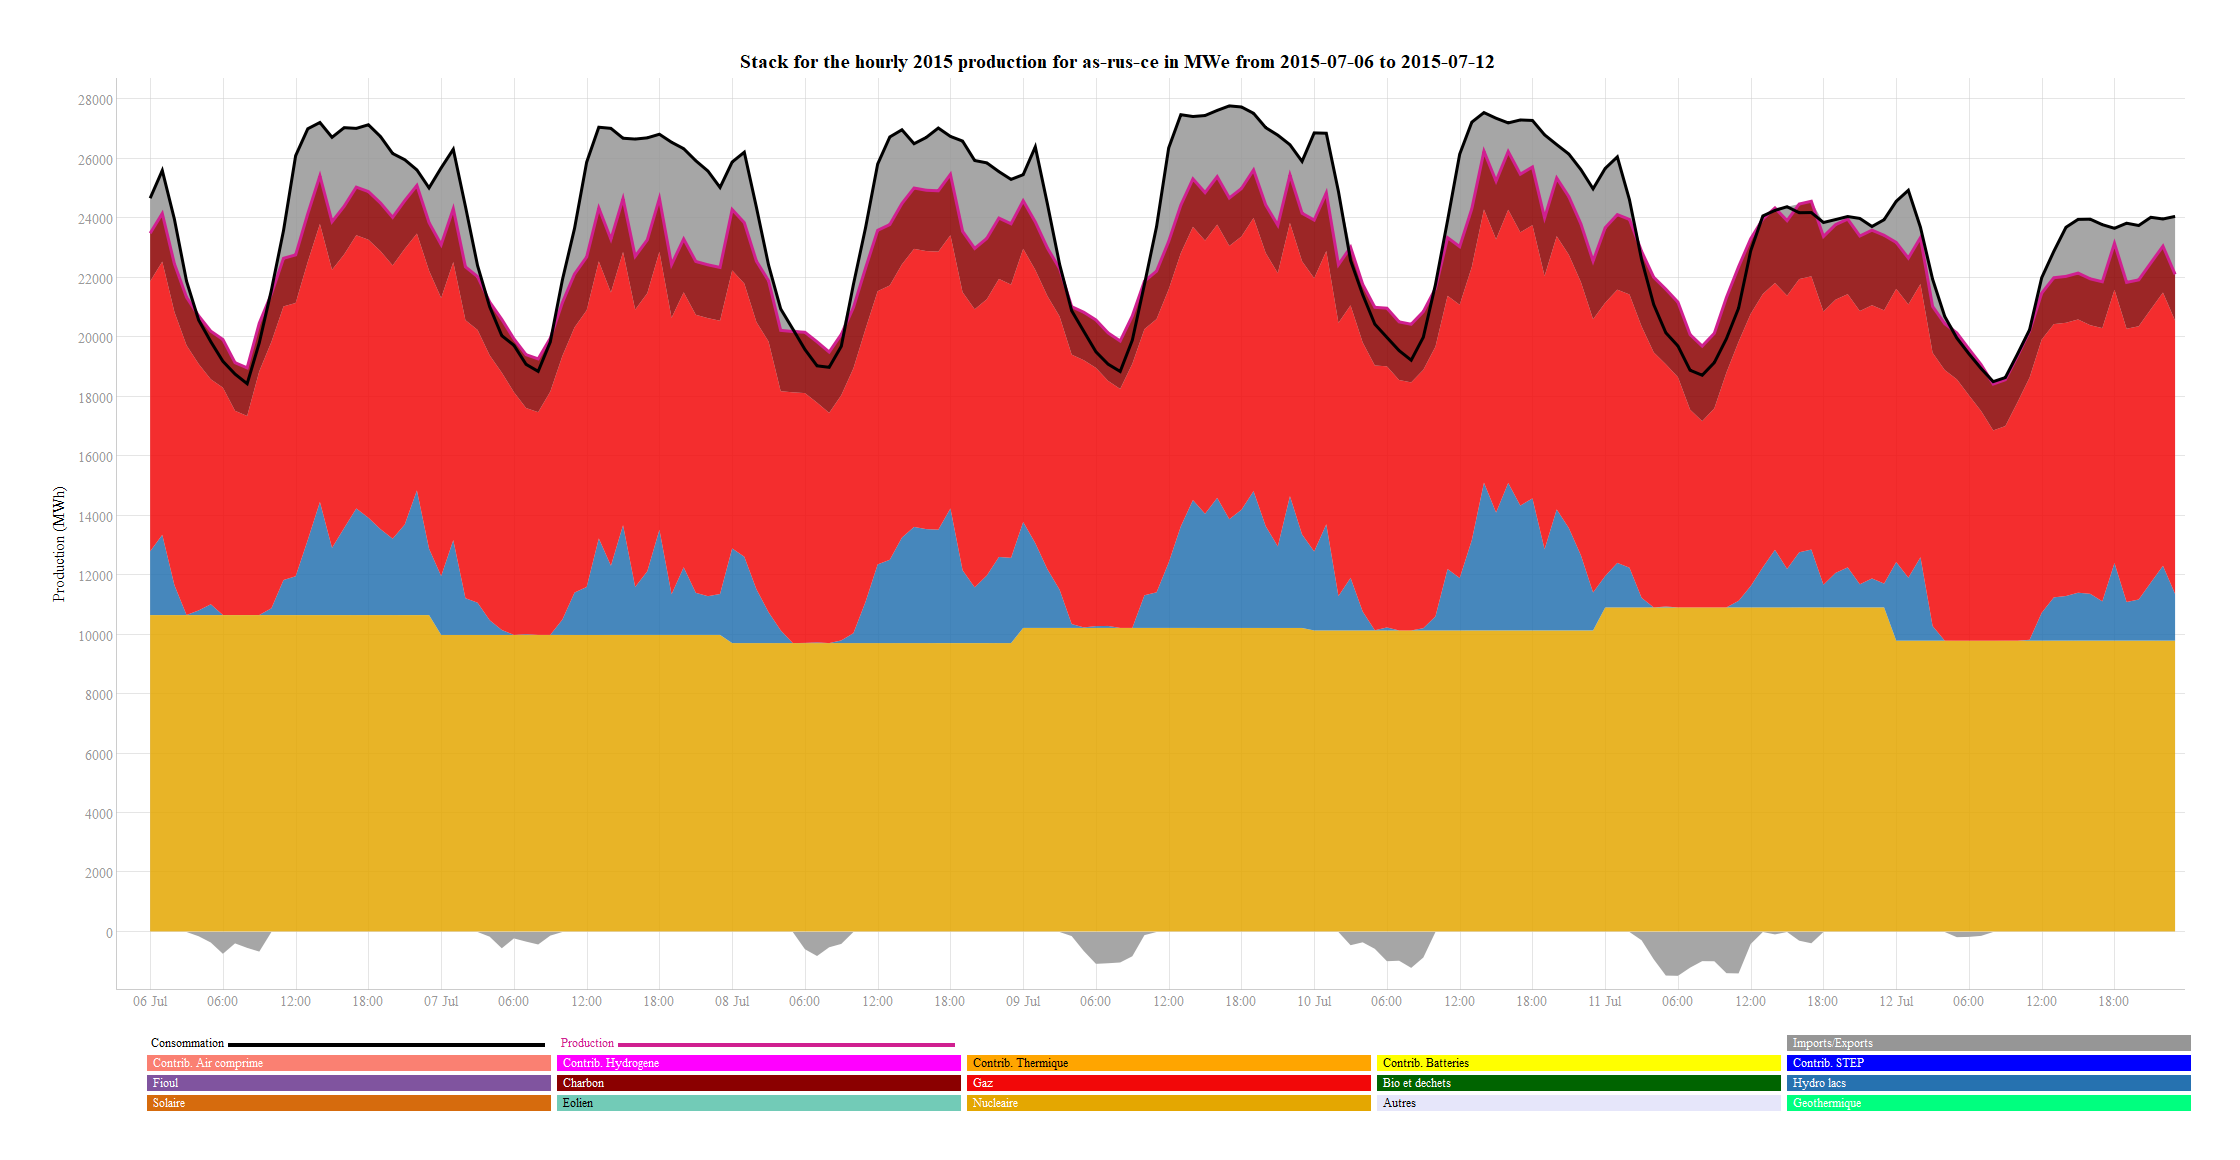 Stack for the hourly 2015 production for as-rus-ce in MWe from 2015-07-06 to 2015-07-12
28000
26000
24000
22000
20000
18000
16000
14000
12000
10000
8000
6000
4000
2000
0
Production (MWh)
06 Jul 06:00 12:00 18:00 07 Jul 06:00 12:00 18:00 08 Jul 06:00 12:00 18:00 09 Jul 06:00 12:00 18:00 10 Jul 06:00 12:00 18:00 11 Jul 06:00 12:00 18:00 12 Jul 06:00 12:00 18:00
Consommation Production Imports/Exports
Contrib. Air comprime Contrib. Hydrogene Contrib. Thermique Contrib. Batteries Contrib. STEP
Fioul Charbon Gaz Bio et dechets Hydro lacs
Solaire Eolien Nucleaire Autres Geothermique